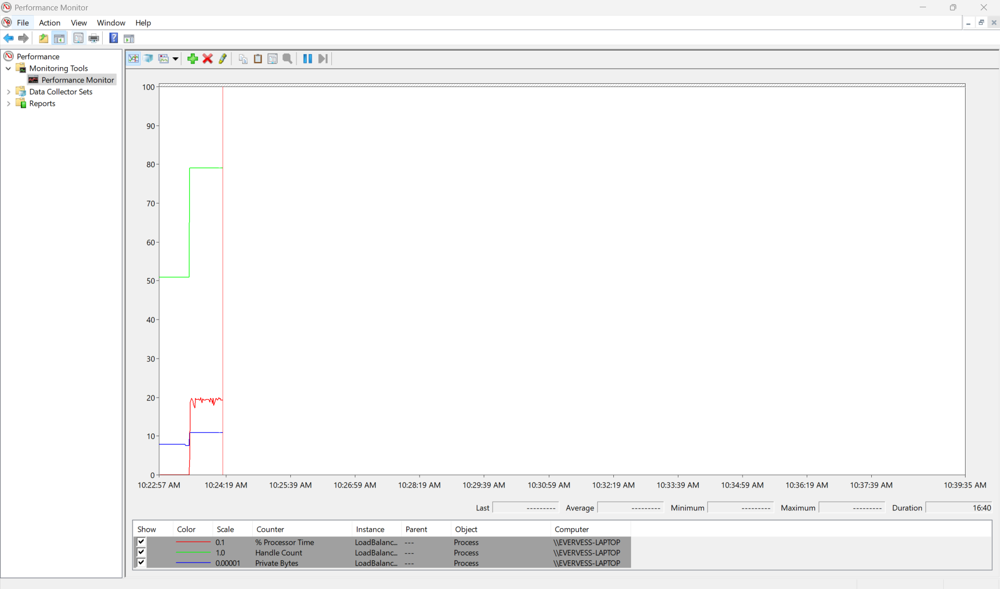 Performance Monitor
File Action View Window Help
Performance
Monitoring Tools
Performance Monitor
Data Collector Sets
Reports
100
90
80
70
60
50
40
30
20
10
0
10:22:57 AM 10:24:19 AM 10:25:39 AM 10:26:59 AM 10:28:19 AM 10:29:39 AM 10:30:59 AM 10:32:19 AM 10:33:39 AM 10:34:59 AM 10:36:19 AM 10:37:39 AM 10:39:35 AM
Last --------- Average --------- Minimum --------- Maximum --------- Duration 16:40
Show Color Scale Counter Instance Parent Object Computer
0.1 % Processor Time LoadBalanc... --- Process \\EVERVESS-LAPTOP
1.0 Handle Count LoadBalanc... --- Process \\EVERVESS-LAPTOP
0.00001 Private Bytes LoadBalanc... --- Process \\EVERVESS-LAPTOP